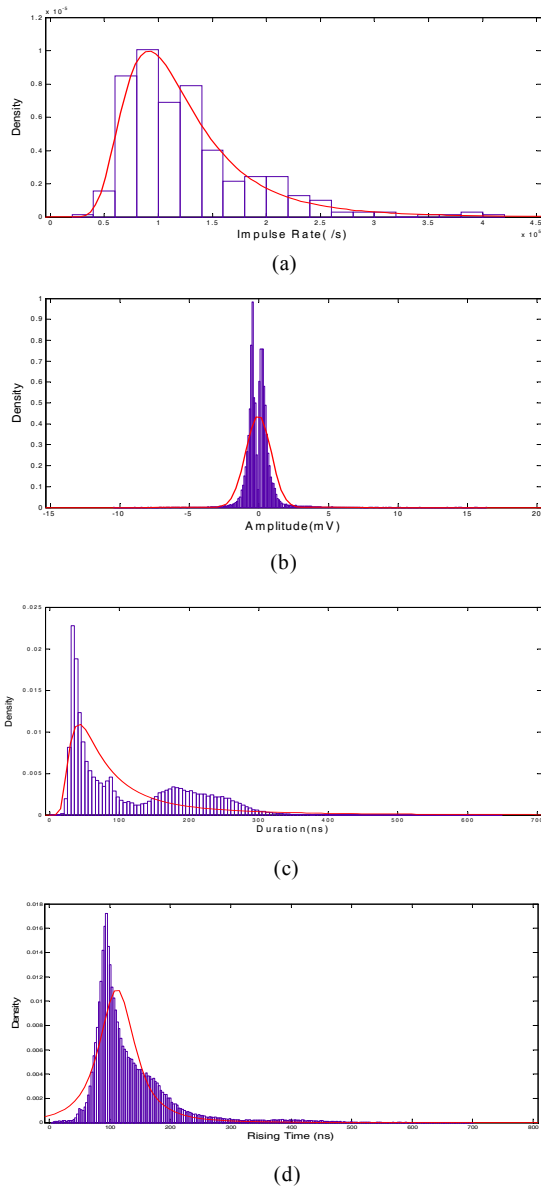 x 10⁻⁵
1.2
1
0.8
0.6
0.4
0.2
0
Density
0 0.5 1 1.5 2 2.5 3 3.5 4 4.5
Impulse Rate( /s)
x 10⁵
(a)
1
0.9
0.8
0.7
0.6
0.5
0.4
0.3
0.2
0.1
0
Density
-15 -10 -5 0 5 10 15 20
Amplitude(mV)
(b)
0.025
0.02
0.015
0.01
0.005
0
Density
0 100 200 300 400 500 600 700
Duration(ns)
(c)
0.018
0.016
0.014
0.012
0.01
0.008
0.006
0.004
0.002
0
Density
0 100 200 300 400 500 600 700 800
Rising Time (ns)
(d)